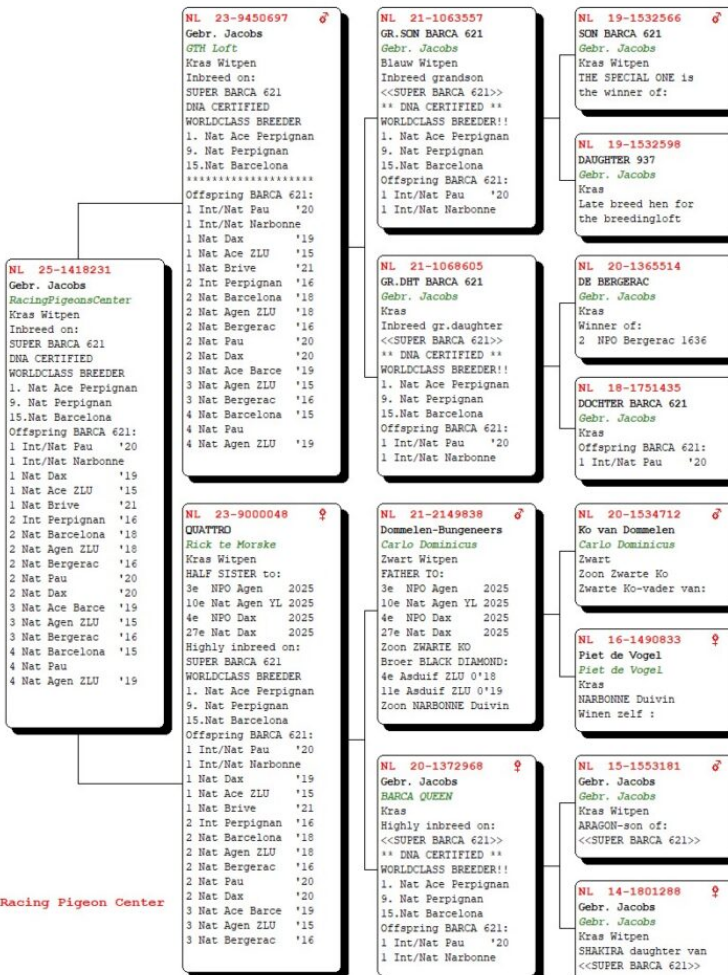 NL 25-1418231
Gebr. Jacobs
RacingPigeonsCenter
Kras Witpen
Inbreed on:
SUPER BARCA 621
DNA CERTIFIED
WORLDCLASS BREEDER
1. Nat Ace Perpignan
9. Nat Perpignan
15.Nat Barcelona
Offspring BARCA 621:
1 Int/Nat Pau '20
1 Int/Nat Narbonne
1 Nat Dax '19
1 Nat Ace ZLU '15
1 Nat Brive '21
2 Int Perpignan '16
2 Nat Barcelona '18
2 Nat Agen ZLU '18
2 Nat Bergerac '16
2 Nat Pau '20
2 Nat Dax '20
3 Nat Ace Barce '19
3 Nat Agen ZLU '15
3 Nat Bergerac '16
4 Nat Barcelona '15
4 Nat Pau
4 Nat Agen ZLU '19
NL 23-9450697 ♂
Gebr. Jacobs
GTH Loft
Kras Witpen
Inbreed on:
SUPER BARCA 621
DNA CERTIFIED
WORLDCLASS BREEDER
1. Nat Ace Perpignan
9. Nat Perpignan
15.Nat Barcelona
********************
Offspring BARCA 621:
1 Int/Nat Pau '20
1 Int/Nat Narbonne
1 Nat Dax '19
1 Nat Ace ZLU '15
1 Nat Brive '21
2 Int Perpignan '16
2 Nat Barcelona '18
2 Nat Agen ZLU '18
2 Nat Bergerac '16
2 Nat Pau '20
2 Nat Dax '20
3 Nat Ace Barce '19
3 Nat Agen ZLU '15
3 Nat Bergerac '16
4 Nat Barcelona '15
4 Nat Pau
4 Nat Agen ZLU '19
NL 23-9000048 ♀
QUATTRO
Rick te Morske
Kras Witpen
HALF SISTER to:
3e NPO Agen 2025
10e Nat Agen YL 2025
4e NPO Dax 2025
27e Nat Dax 2025
Highly inbreed on:
SUPER BARCA 621
WORLDCLASS BREEDER
1. Nat Ace Perpignan
9. Nat Perpignan
15.Nat Barcelona
Offspring BARCA 621:
1 Int/Nat Pau '20
1 Int/Nat Narbonne
1 Nat Dax '19
1 Nat Ace ZLU '15
1 Nat Brive '21
2 Int Perpignan '16
2 Nat Barcelona '18
2 Nat Agen ZLU '18
2 Nat Bergerac '16
2 Nat Pau '20
2 Nat Dax '20
3 Nat Ace Barce '19
3 Nat Agen ZLU '15
3 Nat Bergerac '16
NL 21-1063557
GR.SON BARCA 621
Gebr. Jacobs
Blauw Witpen
Inbreed grandson
<<SUPER BARCA 621>>
** DNA CERTIFIED **
WORLDCLASS BREEDER!!
1. Nat Ace Perpignan
9. Nat Perpignan
15.Nat Barcelona
Offspring BARCA 621:
1 Int/Nat Pau '20
1 Int/Nat Narbonne
NL 21-1068605
GR.DHT BARCA 621
Gebr. Jacobs
Kras
Inbreed gr.daughter
<<SUPER BARCA 621>>
** DNA CERTIFIED **
WORLDCLASS BREEDER!!
1. Nat Ace Perpignan
9. Nat Perpignan
15.Nat Barcelona
Offspring BARCA 621:
1 Int/Nat Pau '20
1 Int/Nat Narbonne
NL 21-2149838 ♂
Dommelen-Bungeneers
Carlo Dominicus
Zwart Witpen
FATHER TO:
3e NPO Agen 2025
10e Nat Agen YL 2025
4e NPO Dax 2025
27e Nat Dax 2025
Zoon ZWARTE KO
Broer BLACK DIAMOND:
4e Asduif ZLU O'18
11e Asduif ZLU O'19
Zoon NARBONNE Duivin
NL 20-1372968 ♀
Gebr. Jacobs
BARCA QUEEN
Kras
Highly inbreed on:
<<SUPER BARCA 621>>
** DNA CERTIFIED **
WORLDCLASS BREEDER!!
1. Nat Ace Perpignan
9. Nat Perpignan
15.Nat Barcelona
Offspring BARCA 621:
1 Int/Nat Pau '20
1 Int/Nat Narbonne
NL 19-1532566 ♂
SON BARCA 621
Gebr. Jacobs
Kras Witpen
THE SPECIAL ONE is
the winner of:
NL 19-1532598
DAUGHTER 937
Gebr. Jacobs
Kras
Late breed hen for
the breedingloft
NL 20-1365514
DE BERGERAC
Gebr. Jacobs
Kras
Winner of:
2 NPO Bergerac 1636
NL 18-1751435
DOCHTER BARCA 621
Gebr. Jacobs
Kras
Offspring BARCA 621:
1 Int/Nat Pau '20
NL 20-1534712 ♂
Ko van Dommelen
Carlo Dominicus
Zwart
Zoon Zwarte Ko
Zwarte Ko-vader van:
NL 16-1490833 ♀
Piet de Vogel
Piet de Vogel
Kras
NARBONNE Duivin
Winen zelf :
NL 15-1553181 ♂
Gebr. Jacobs
Gebr. Jacobs
Kras Witpen
ARAGON-son of:
<<SUPER BARCA 621>>
NL 14-1801288 ♀
Gebr. Jacobs
Gebr. Jacobs
Kras Witpen
SHAKIRA daughter van
<<SUPER BARCA 621>>
Racing Pigeon Center